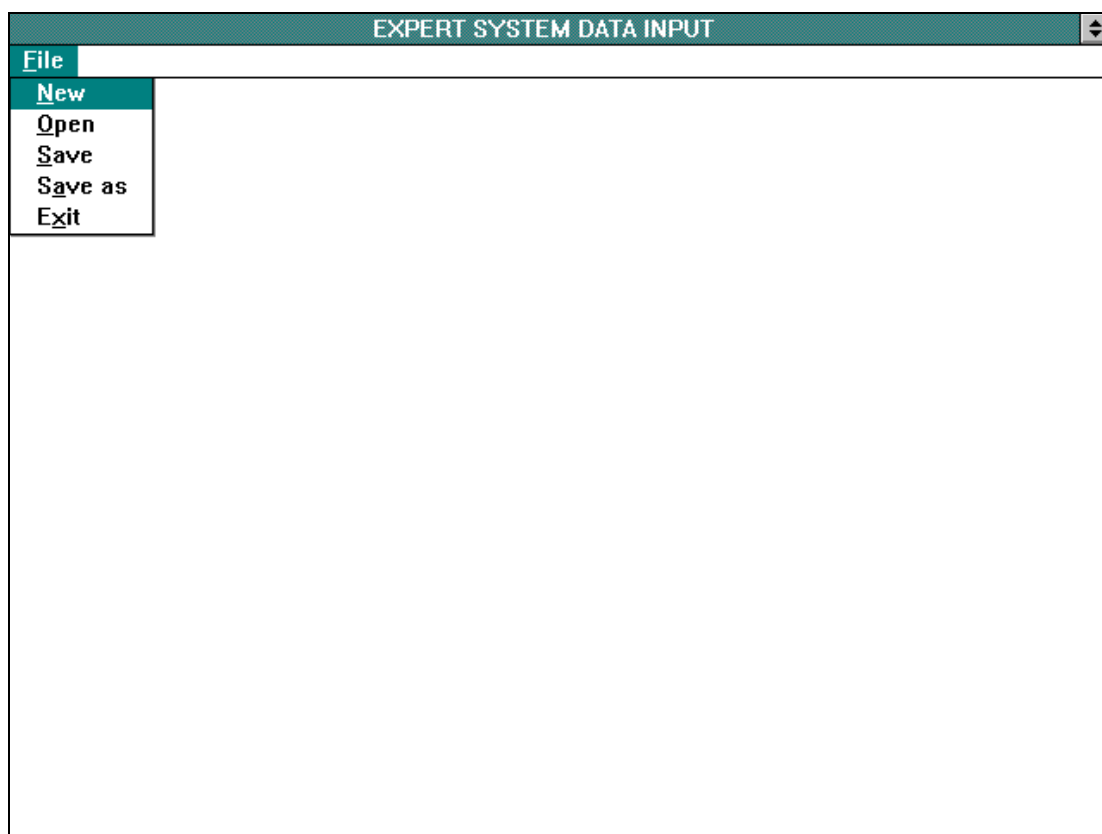 EXPERT SYSTEM DATA INPUT
File
New
Open
Save
Save as
Exit